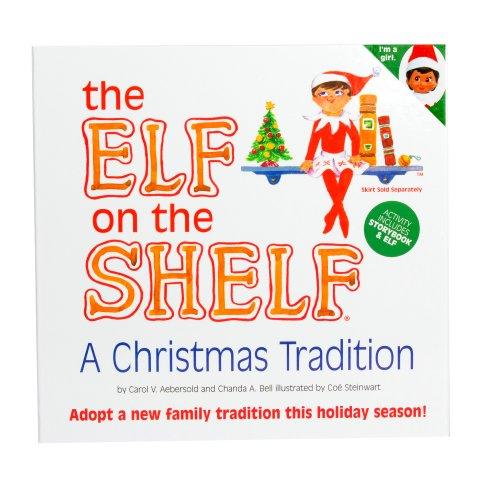 I'm a
girl.
the
ELF
on the
SHELF®
™
Skirt Sold Separately
ACTIVITY
INCLUDES
STORYBOOK
& ELF
A Christmas Tradition
by Carol V. Aebersold and Chanda A. Bell illustrated by Coë Steinwart
Adopt a new family tradition this holiday season!